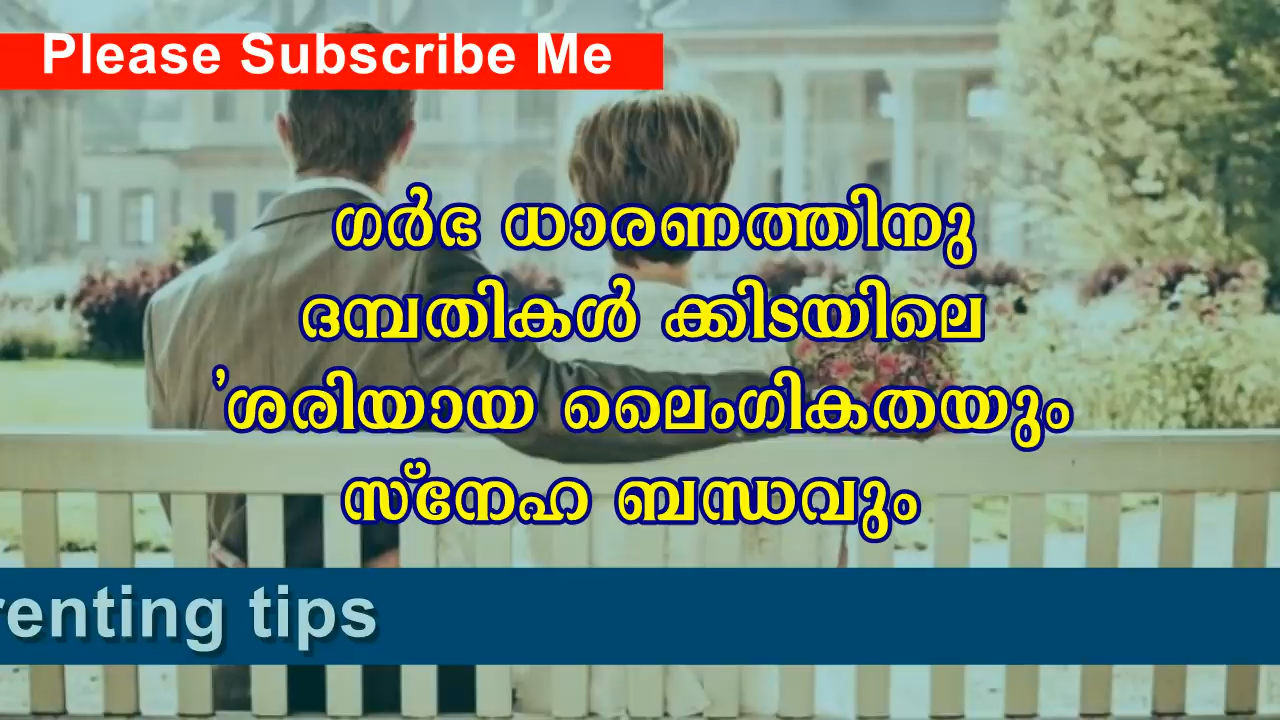 Please Subscribe Me
ഗർഭ ധാരണത്തിനു
ദമ്പതികൾ ക്കിടയിലെ
'ശരിയായ ലൈംഗികതയും
സ്നേഹ ബന്ധവും
renting tips